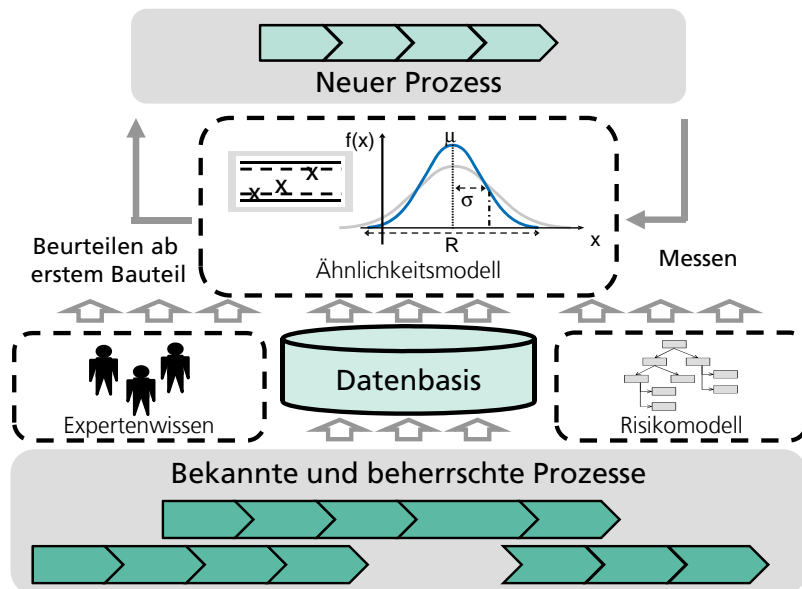 Neuer Prozess
f(x)
μ
x
x
x
σ
R
x
Ähnlichkeitsmodell
Beurteilen ab
erstem Bauteil
Messen
Expertenwissen
Datenbasis
Risikomodell
Bekannte und beherrschte Prozesse